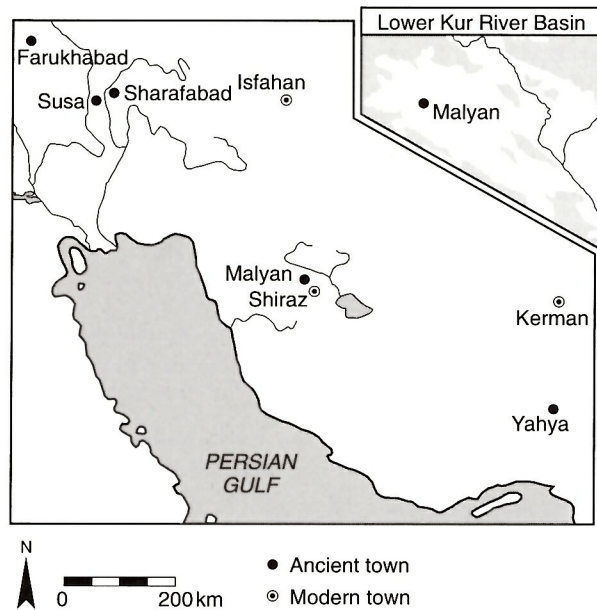 Lower Kur River Basin
Farukhabad
Susa
Sharafabad
Isfahan
Malyan
Malyan
Shiraz
Kerman
Yahya
PERSIAN
GULF
N
0 200 km
Ancient town
Modern town